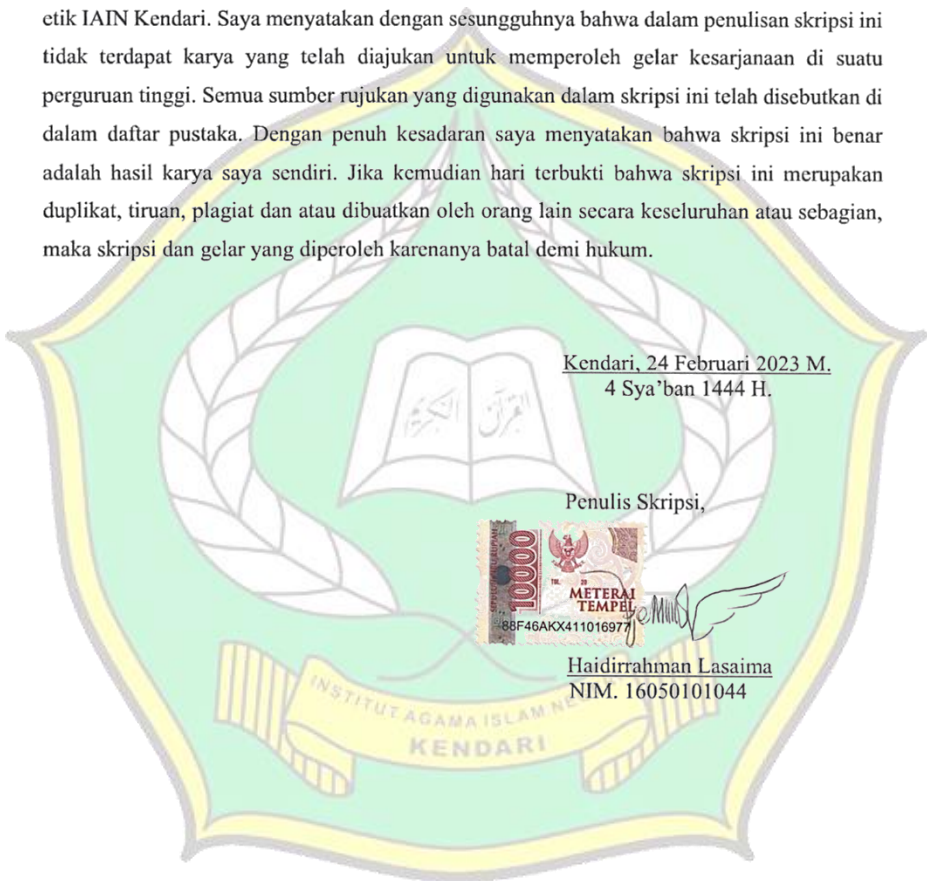 etik IAIN Kendari. Saya menyatakan dengan sesungguhnya bahwa dalam penulisan skripsi ini
tidak terdapat karya yang telah diajukan untuk memperoleh gelar kesarjanaan di suatu
perguruan tinggi. Semua sumber rujukan yang digunakan dalam skripsi ini telah disebutkan di
dalam daftar pustaka. Dengan penuh kesadaran saya menyatakan bahwa skripsi ini benar
adalah hasil karya saya sendiri. Jika kemudian hari terbukti bahwa skripsi ini merupakan
duplikat, tiruan, plagiat dan atau dibuatkan oleh orang lain secara keseluruhan atau sebagian,
maka skripsi dan gelar yang diperoleh karenanya batal demi hukum.
Kendari, 24 Februari 2023 M.
4 Sya’ban 1444 H.
القرآن الكريم
Penulis Skripsi,
10000
TGL. 20
METERAI
TEMPEL
88F46AKX411016977
Haidirrahman Lasaima
NIM. 16050101044
INSTITUT AGAMA ISLAM
KENDARI